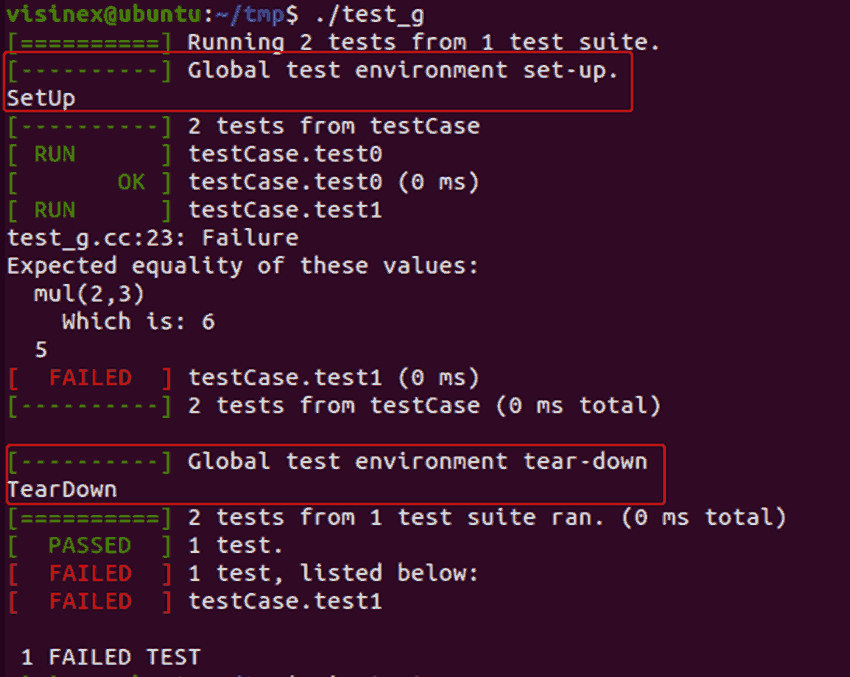 visinex@ubuntu:~/tmp$ ./test_g
[==========] Running 2 tests from 1 test suite.
[----------] Global test environment set-up.
SetUp
[----------] 2 tests from testCase
[ RUN      ] testCase.test0
[       OK ] testCase.test0 (0 ms)
[ RUN      ] testCase.test1
test_g.cc:23: Failure
Expected equality of these values:
  mul(2,3)
    Which is: 6
  5
[  FAILED  ] testCase.test1 (0 ms)
[----------] 2 tests from testCase (0 ms total)

[----------] Global test environment tear-down
TearDown
[==========] 2 tests from 1 test suite ran. (0 ms total)
[  PASSED  ] 1 test.
[  FAILED  ] 1 test, listed below:
[  FAILED  ] testCase.test1

 1 FAILED TEST